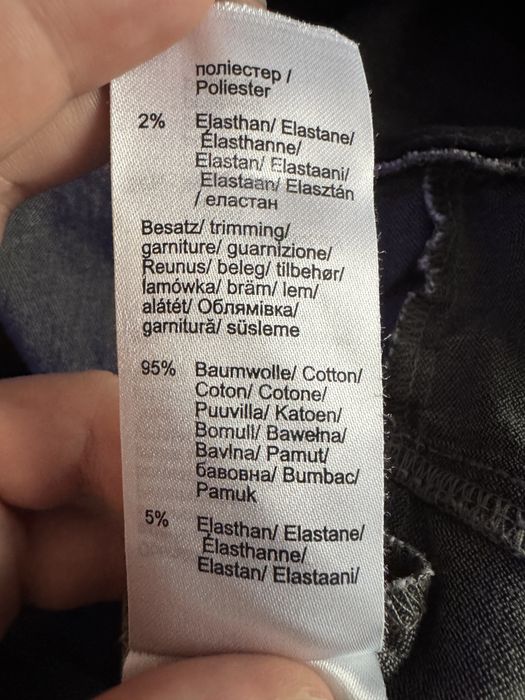 поліестер /
Poliester
2% Elasthan/ Elastane/
Élasthanne/
Elastan/ Elastaani/
Elastaan/ Elasztán
/ еластан
Besatz/ trimming/
garniture/ guarnizione/
Reunus/ beleg/ tilbehør/
lamówka/ bräm/ lem/
alátét/ Облямівка/
garnitură/ süsleme
95% Baumwolle/ Cotton/
Coton/ Cotone/
Puuvilla/ Katoen/
Bomull/ Bawełna/
Bavlna/ Pamut/
бавовна/ Bumbac/
Pamuk
5% Elasthan/ Elastane/
Élasthanne/
Elastan/ Elastaani/